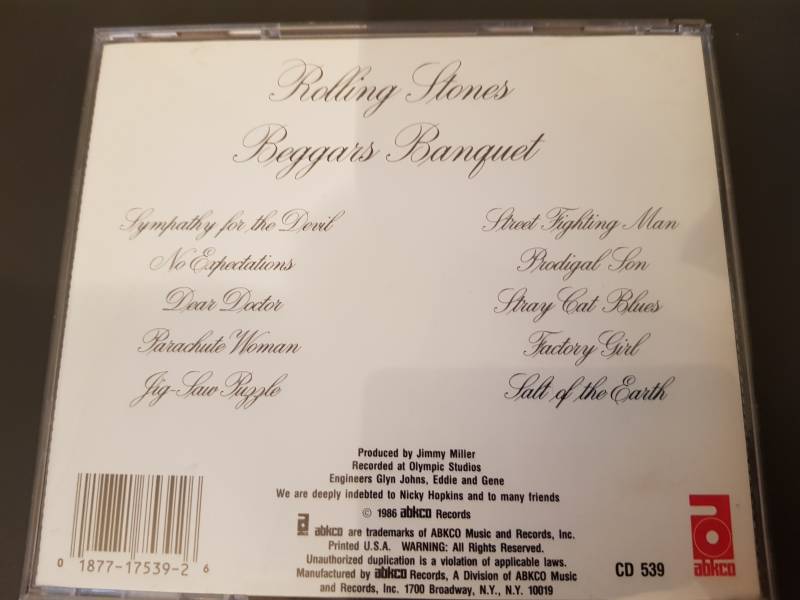 Rolling Stones
Beggars Banquet
Sympathy for the Devil
No Expectations
Dear Doctor
Parachute Woman
Jig-Saw Puzzle
Street Fighting Man
Prodigal Son
Stray Cat Blues
Factory Girl
Salt of the Earth
Produced by Jimmy Miller
Recorded at Olympic Studios
Engineers Glyn Johns, Eddie and Gene
We are deeply indebted to Nicky Hopkins and to many friends
© 1986 abkco Records
abkco are trademarks of ABKCO Music and Records, Inc.
Printed U.S.A. WARNING: All Rights Reserved.
Unauthorized duplication is a violation of applicable laws.
Manufactured by abkco Records, A Division of ABKCO Music
and Records, Inc. 1700 Broadway, N.Y., N.Y. 10019
0 1877-17539-2 6
CD 539
abkco